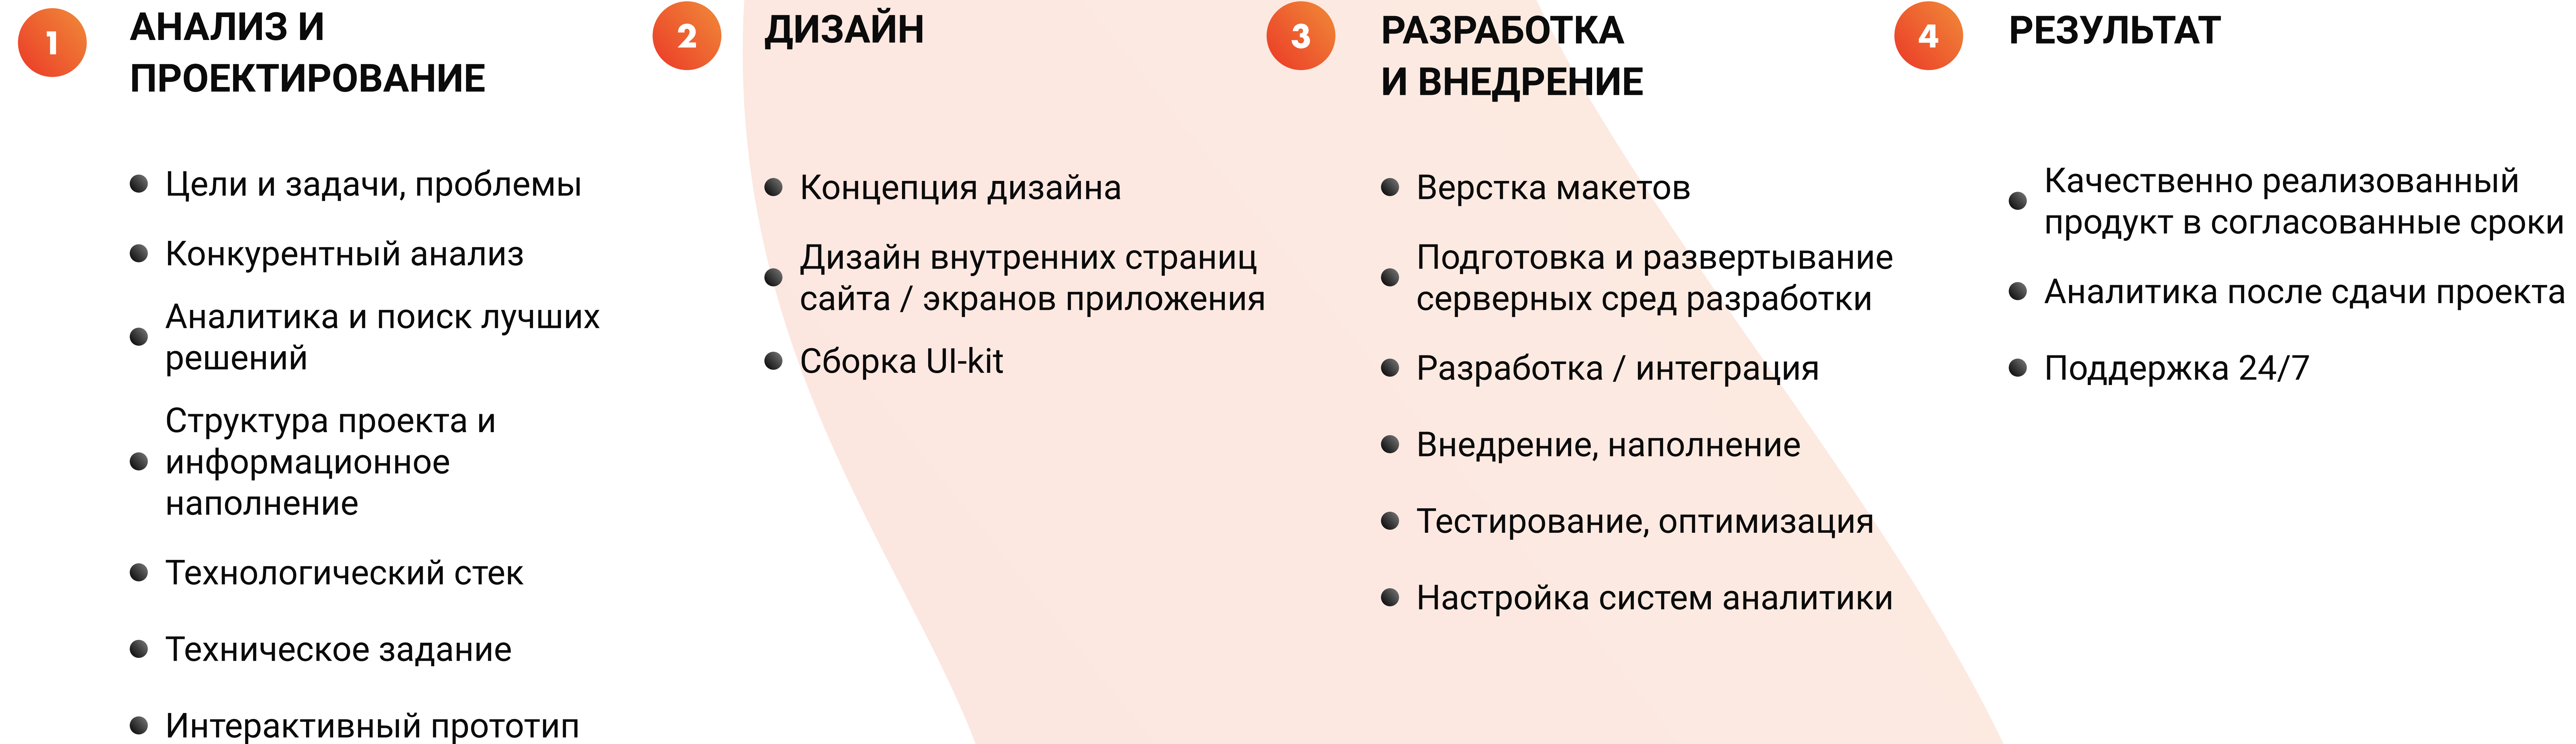 1
АНАЛИЗ И
ПРОЕКТИРОВАНИЕ
Цели и задачи, проблемы
Конкурентный анализ
Аналитика и поиск лучших
решений
Структура проекта и
информационное
наполнение
Технологический стек
Техническое задание
Интерактивный прототип
2
ДИЗАЙН
Концепция дизайна
Дизайн внутренних страниц
сайта / экранов приложения
Сборка UI-kit
3
РАЗРАБОТКА
И ВНЕДРЕНИЕ
Верстка макетов
Подготовка и развертывание
серверных сред разработки
Разработка / интеграция
Внедрение, наполнение
Тестирование, оптимизация
Настройка систем аналитики
4
РЕЗУЛЬТАТ
Качественно реализованный
продукт в согласованные сроки
Аналитика после сдачи проекта
Поддержка 24/7